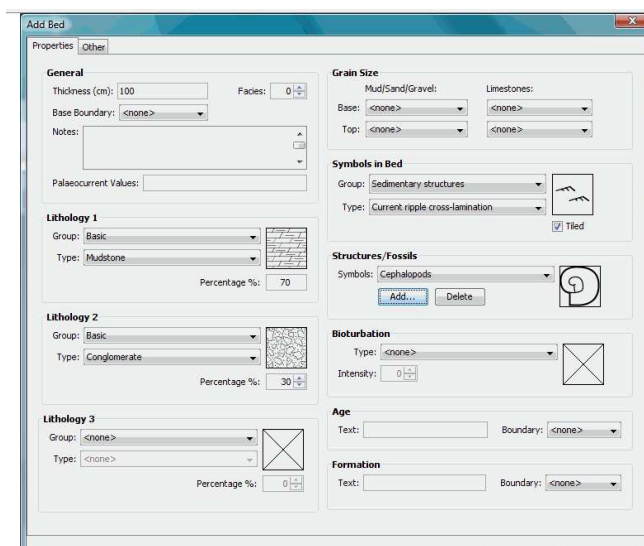 Add Bed
Properties Other
General
Thickness (cm): 100 Facies: 0
Base Boundary: <none>
Notes:
Palaeocurrent Values:
Lithology 1
Group: Basic
Type: Mudstone
Percentage %: 70
Lithology 2
Group: Basic
Type: Conglomerate
Percentage %: 30
Lithology 3
Group: <none>
Type: <none>
Percentage %: 0
Grain Size
Mud/Sand/Gravel: Limestones:
Base: <none> <none>
Top: <none> <none>
Symbols in Bed
Group: Sedimentary structures
Type: Current ripple cross-lamination
Tiled
Structures/Fossils
Symbols: Cephalopods
Add... Delete
Bioturbation
Type: <none>
Intensity: 0
Age
Text: Boundary: <none>
Formation
Text: Boundary: <none>